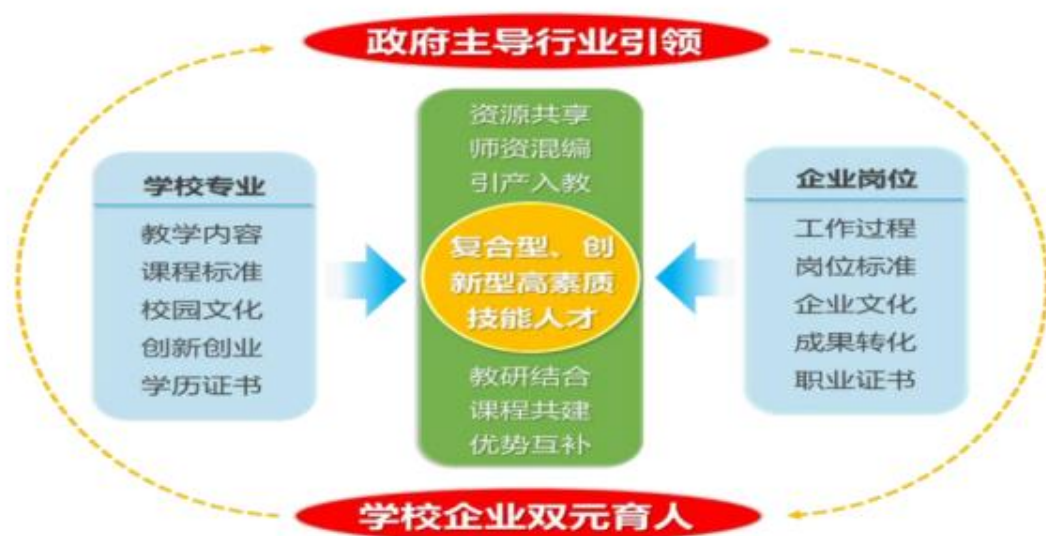 政府主导行业引领
学校专业
教学内容
课程标准
校园文化
创新创业
学历证书
资源共享
师资混编
引产入教
复合型、创
新型高素质
技能人才
教研结合
课程共建
优势互补
企业岗位
工作过程
岗位标准
企业文化
成果转化
职业证书
学校企业双元育人